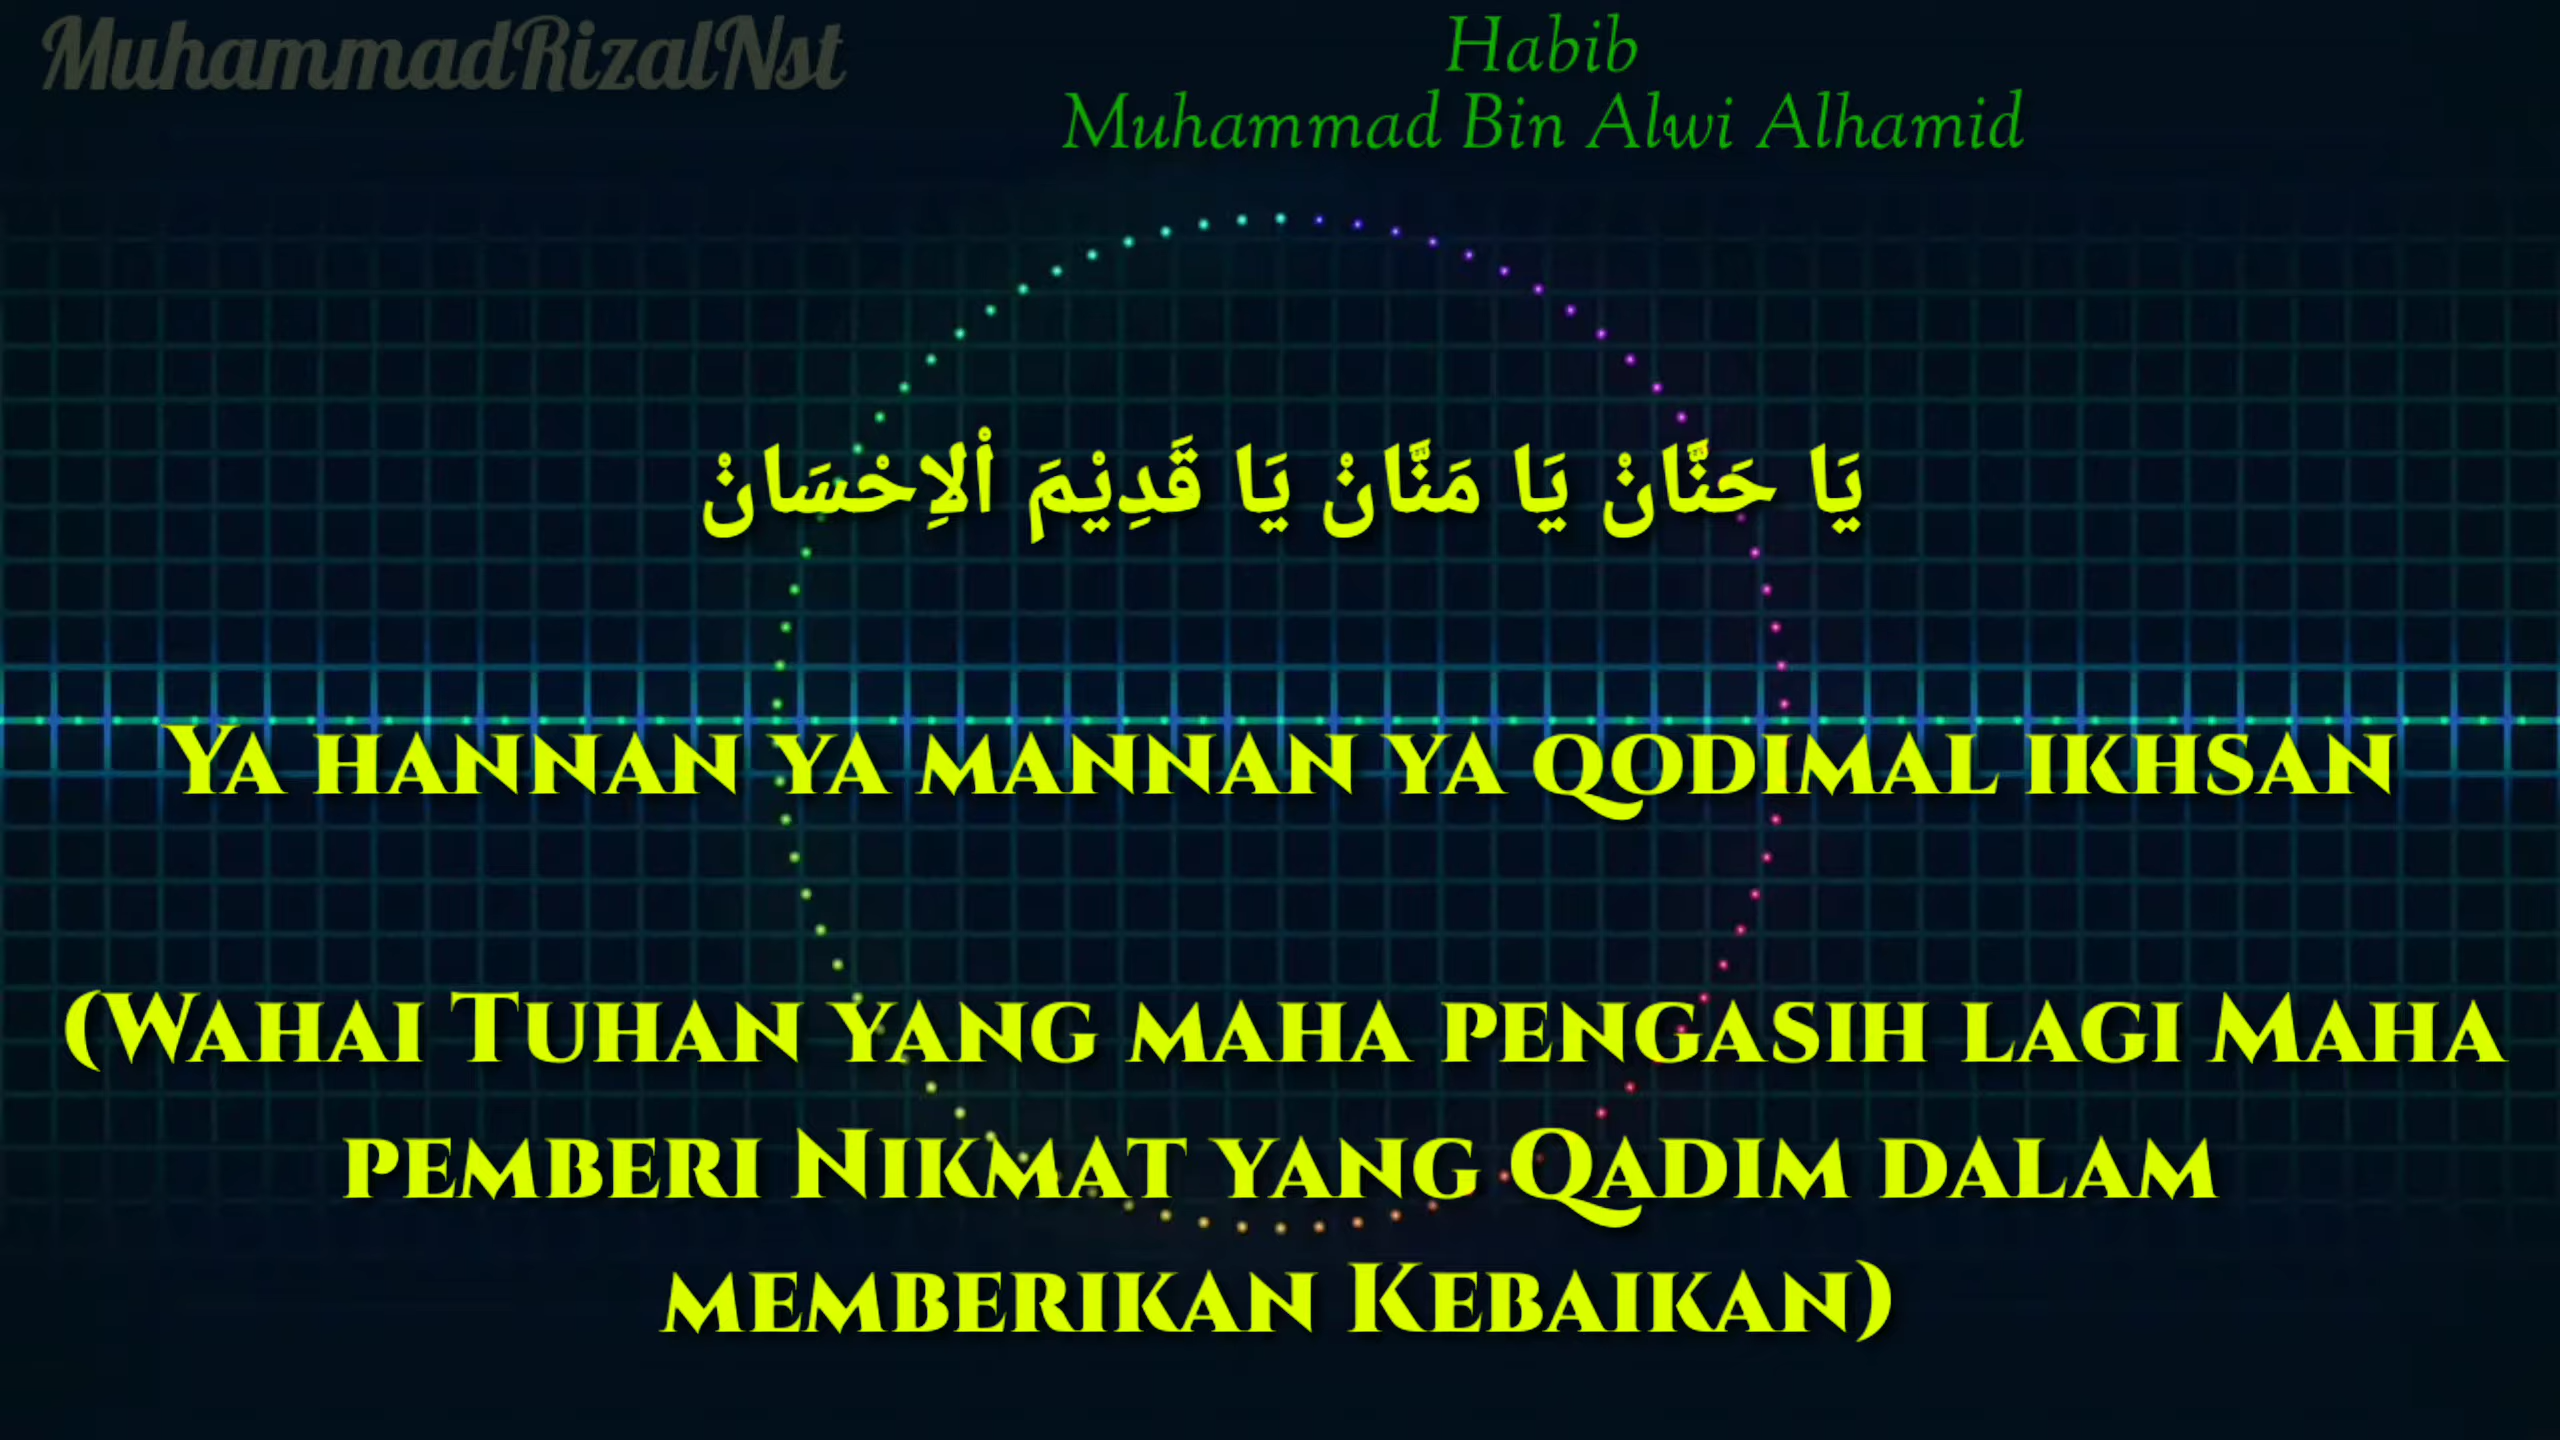 MuhammadRizalNst
Habib
Muhammad Bin Alwi Alhamid
يَا حَنَّانْ يَا مَنَّانْ يَا قَدِيْمَ اْلاِحْسَانْ
Ya hannan ya mannan ya qodimal ikhsan
(Wahai Tuhan yang maha pengasih lagi Maha
pemberi Nikmat yang Qadim dalam
memberikan Kebaikan)